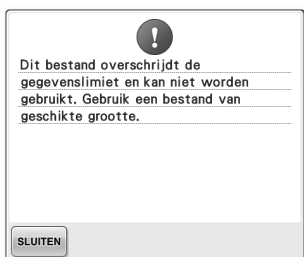 Dit bestand overschrijdt de
gegevenslimiet en kan niet worden
gebruikt. Gebruik een bestand van
geschikte grootte.
SLUITEN